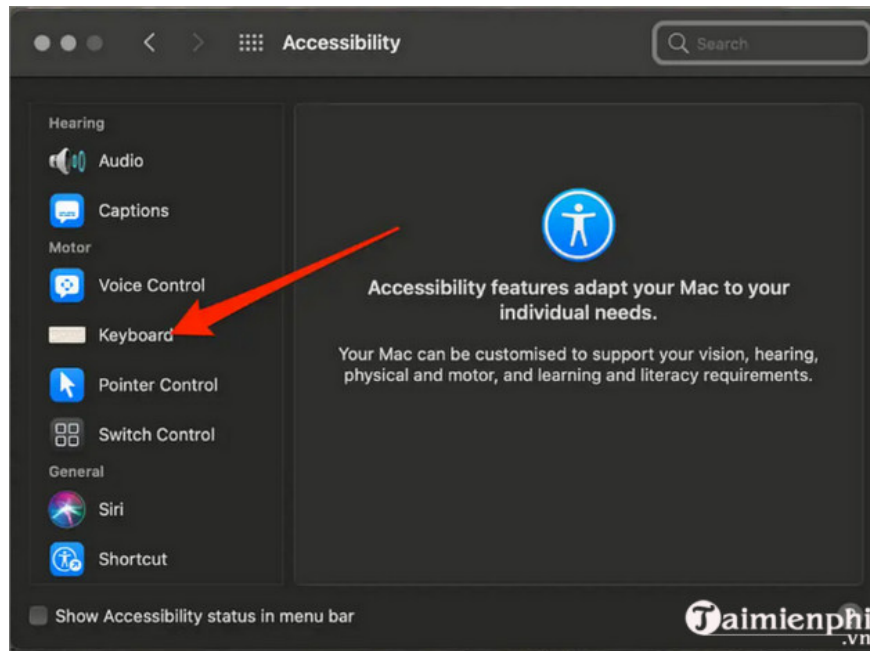 Accessibility
Search
Hearing
Audio
Captions
Motor
Voice Control
Keyboard
Pointer Control
Switch Control
General
Siri
Shortcut
Accessibility features adapt your Mac to your
individual needs.
Your Mac can be customised to support your vision, hearing,
physical and motor, and learning and literacy requirements.
Show Accessibility status in menu bar
Taimienphi
.vn